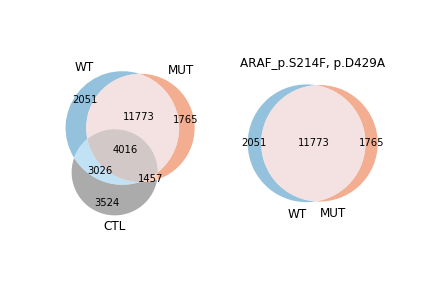 WT
MUT
2051
11773
1765
4016
3026
1457
3524
CTL
ARAF_p.S214F, p.D429A
2051
11773
1765
WT
MUT